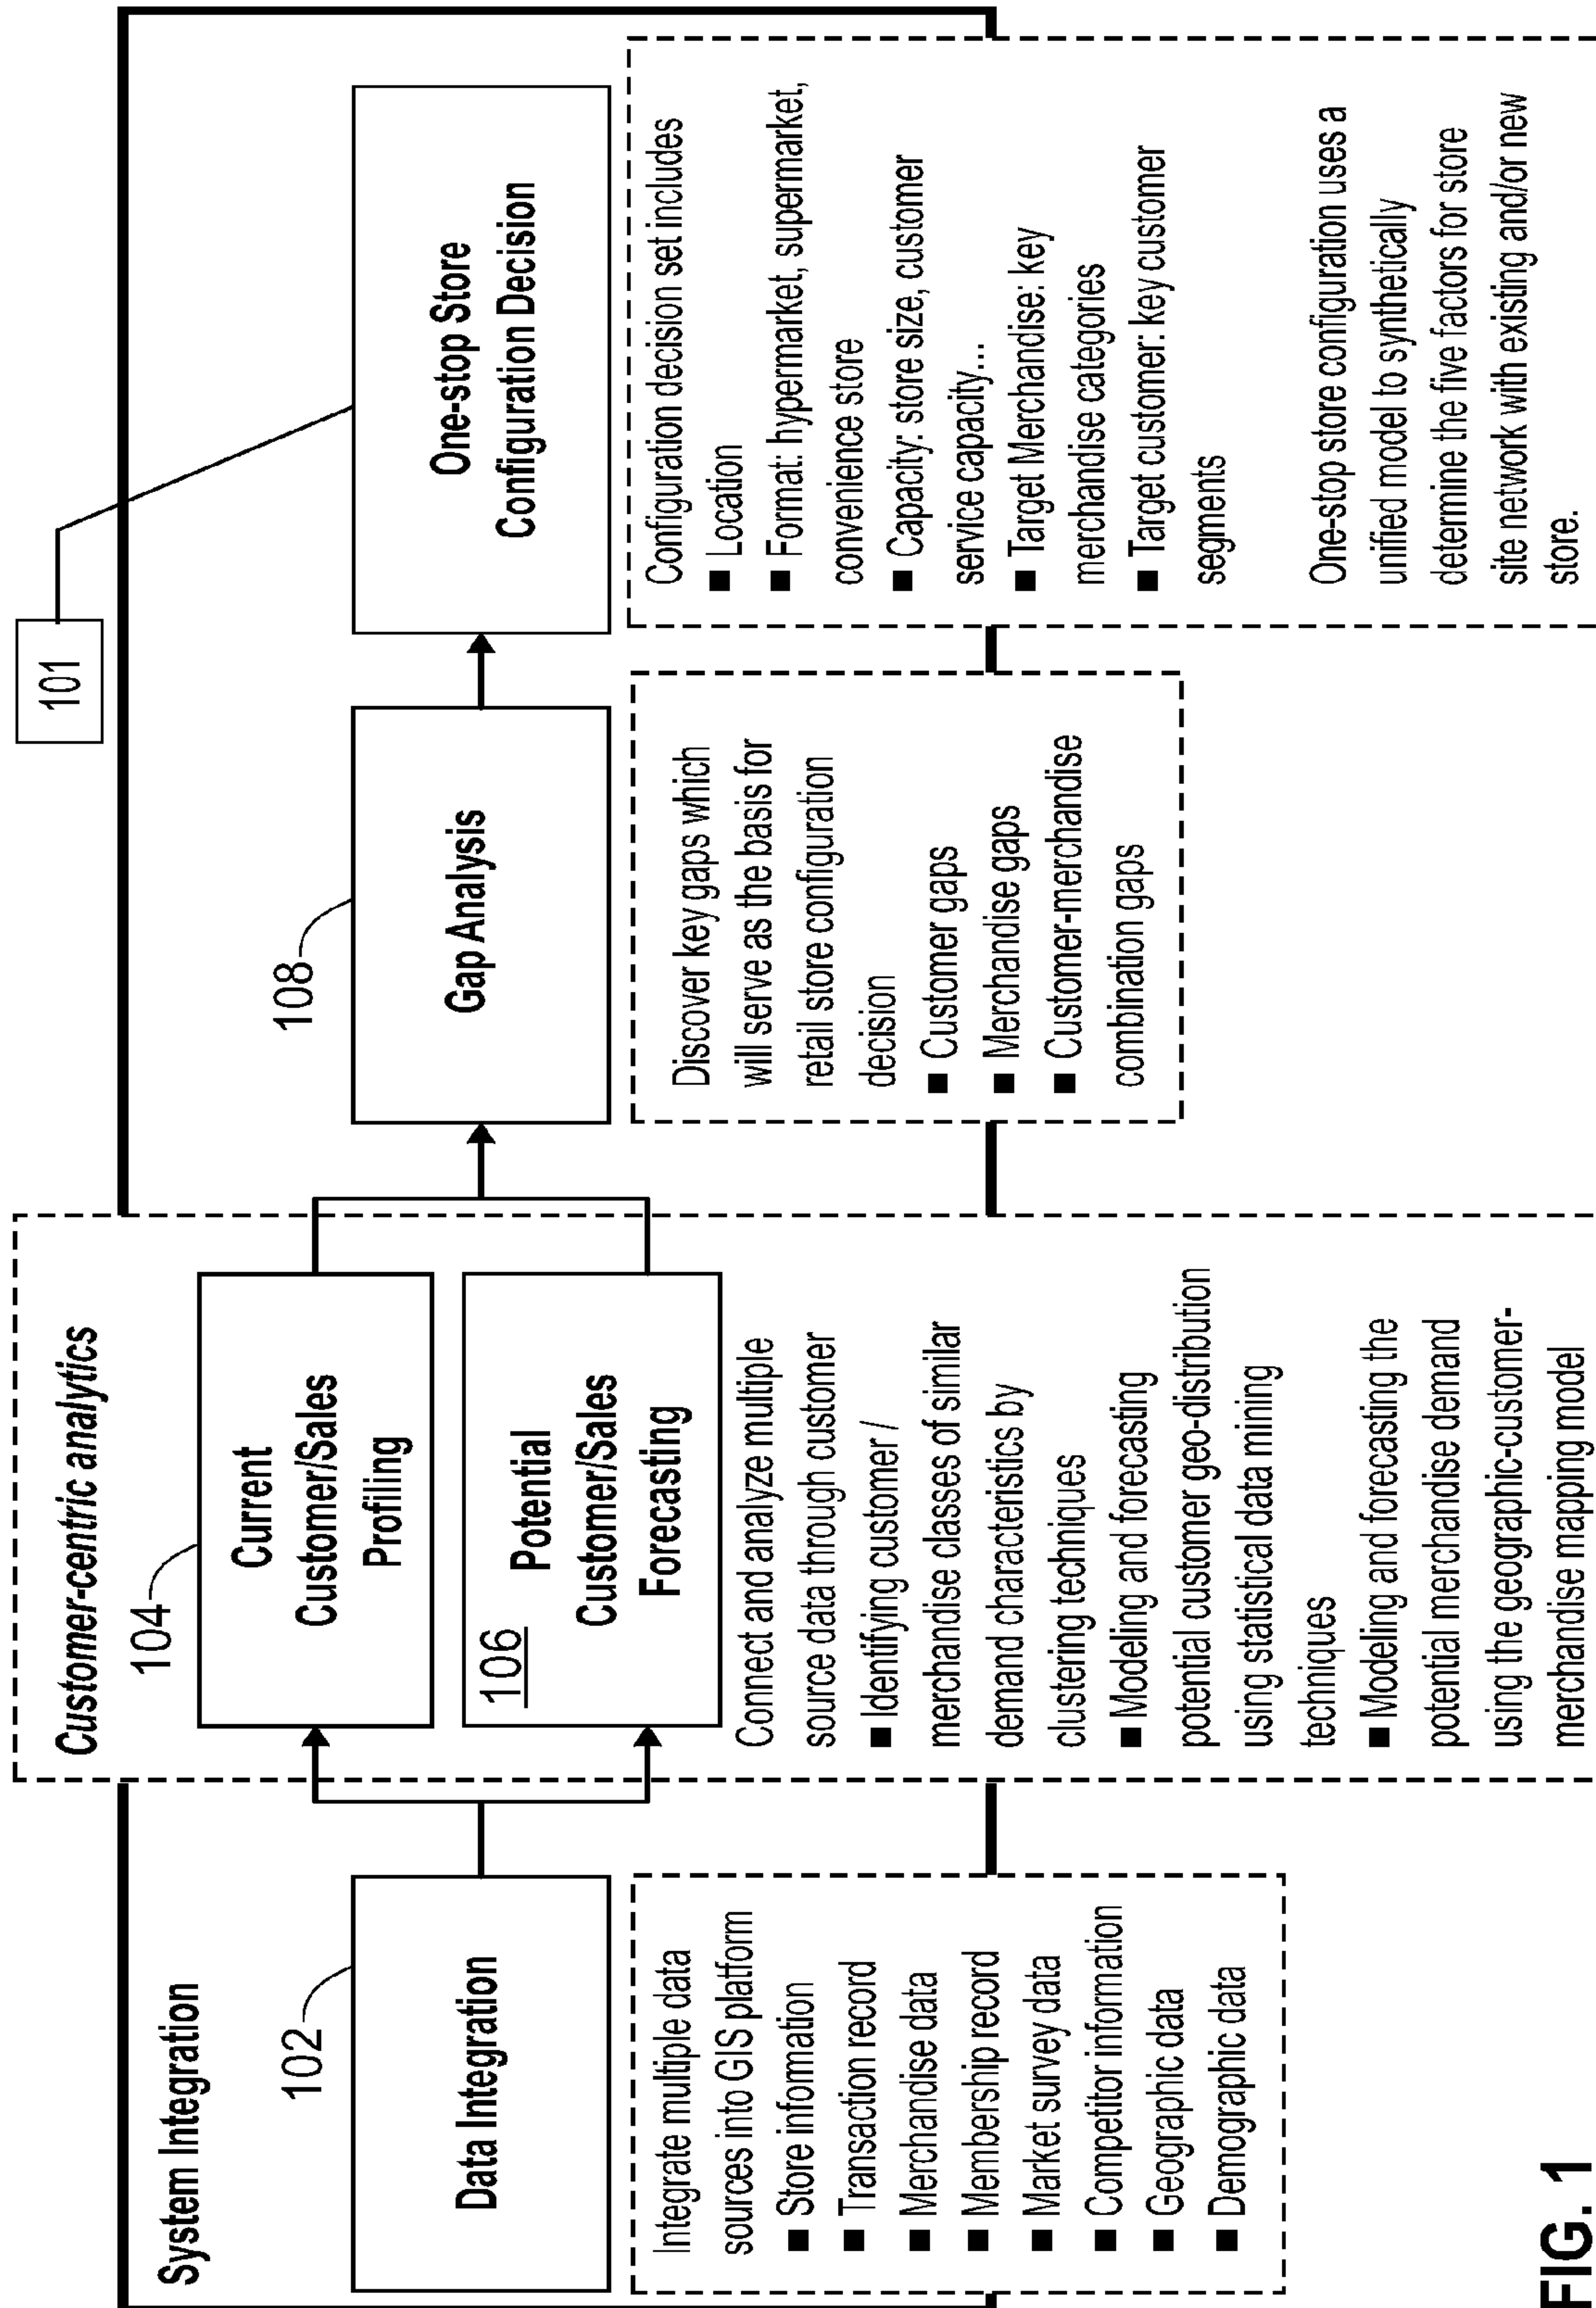 System Integration
102
Data Integration
Integrate multiple data
sources into GIS platform
■ Store information
■ Transaction record
■ Merchandise data
■ Membership record
■ Market survey data
■ Competitor information
■ Geographic data
■ Demographic data
Customer-centric analytics
104
Current
Customer/Sales
Profiling
106
Potential
Customer/Sales
Forecasting
Connect and analyze multiple
source data through customer
■ Identifying customer /
merchandise classes of similar
demand characteristics by
clustering techniques
■ Modeling and forecasting
potential customer geo-distribution
using statistical data mining
techniques
■ Modeling and forecasting the
potential merchandise demand
using the geographic-customer-
merchandise mapping model
108
Gap Analysis
Discover key gaps which
will serve as the basis for
retail store configuration
decision
■ Customer gaps
■ Merchandise gaps
■ Customer-merchandise
combination gaps
101
One-stop Store
Configuration Decision
Configuration decision set includes
■ Location
■ Format: hypermarket, supermarket,
convenience store
■ Capacity: store size, customer
service capacity...
■ Target Merchandise: key
merchandise categories
■ Target customer: key customer
segments
One-stop store configuration uses a
unified model to synthetically
determine the five factors for store
site network with existing and/or new
store.
FIG. 1